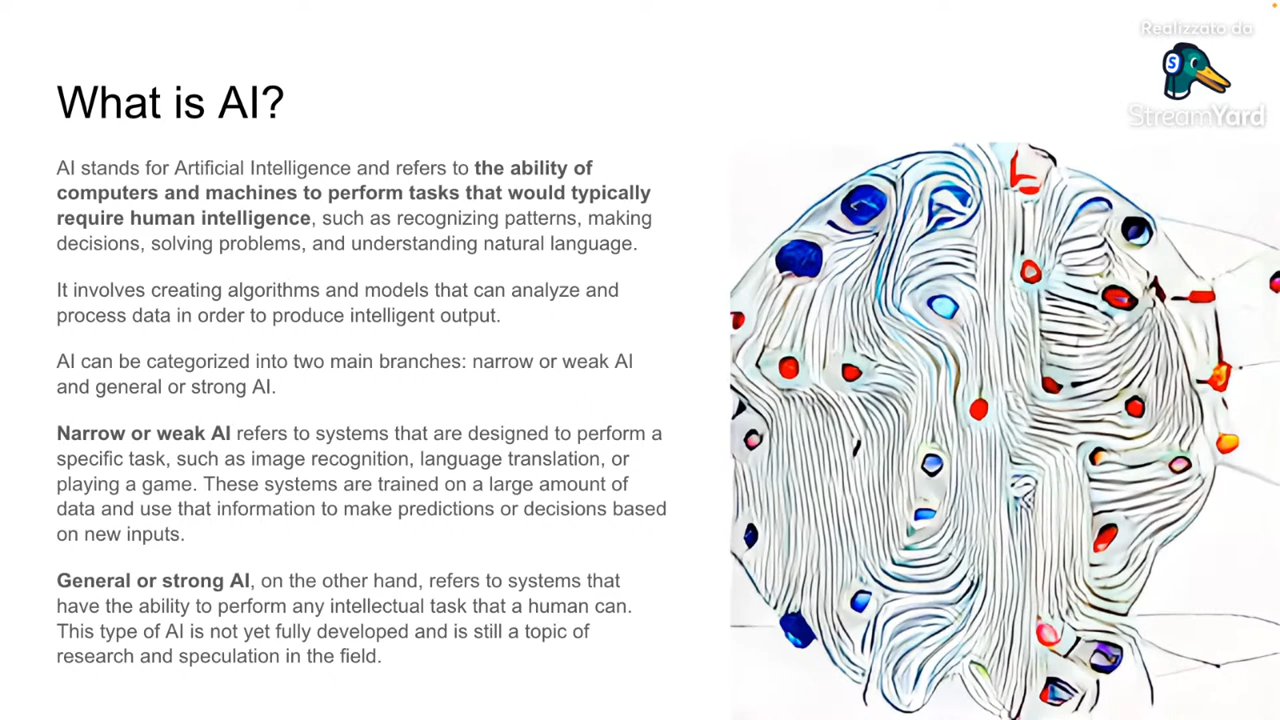 Realizzato da
S
StreamYard
What is AI?
AI stands for Artificial Intelligence and refers to the ability of
computers and machines to perform tasks that would typically
require human intelligence, such as recognizing patterns, making
decisions, solving problems, and understanding natural language.
It involves creating algorithms and models that can analyze and
process data in order to produce intelligent output.
AI can be categorized into two main branches: narrow or weak AI
and general or strong AI.
Narrow or weak AI refers to systems that are designed to perform a
specific task, such as image recognition, language translation, or
playing a game. These systems are trained on a large amount of
data and use that information to make predictions or decisions based
on new inputs.
General or strong AI, on the other hand, refers to systems that
have the ability to perform any intellectual task that a human can.
This type of AI is not yet fully developed and is still a topic of
research and speculation in the field.